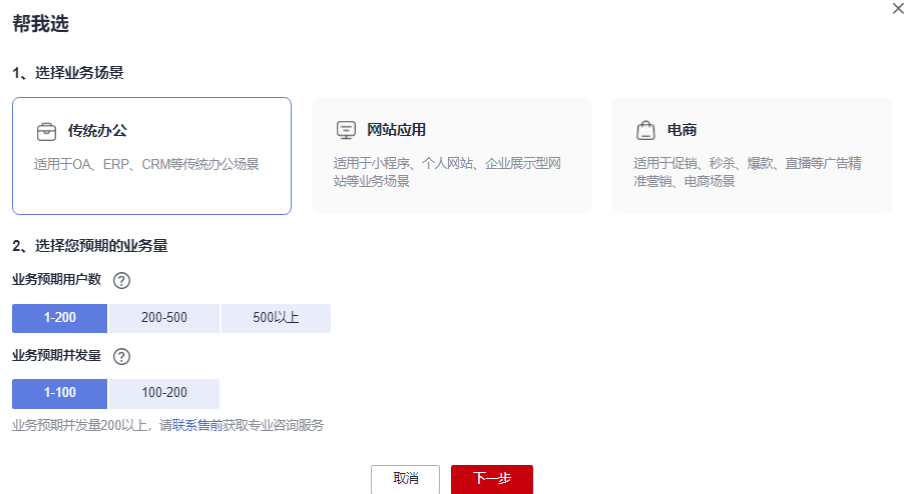 帮我选
1、选择业务场景
传统办公
适用于OA、ERP、CRM等传统办公场景
网站应用
适用于小程序、个人网站、企业展示型网
站等业务场景
电商
适用于促销、秒杀、爆款、直播等广告精
准营销、电商场景
2、选择您预期的业务量
业务预期用户数 ?
1-200
200-500
500以上
业务预期并发量 ?
1-100
100-200
业务预期并发量200以上，请联系售前获取专业咨询服务
取消
下一步